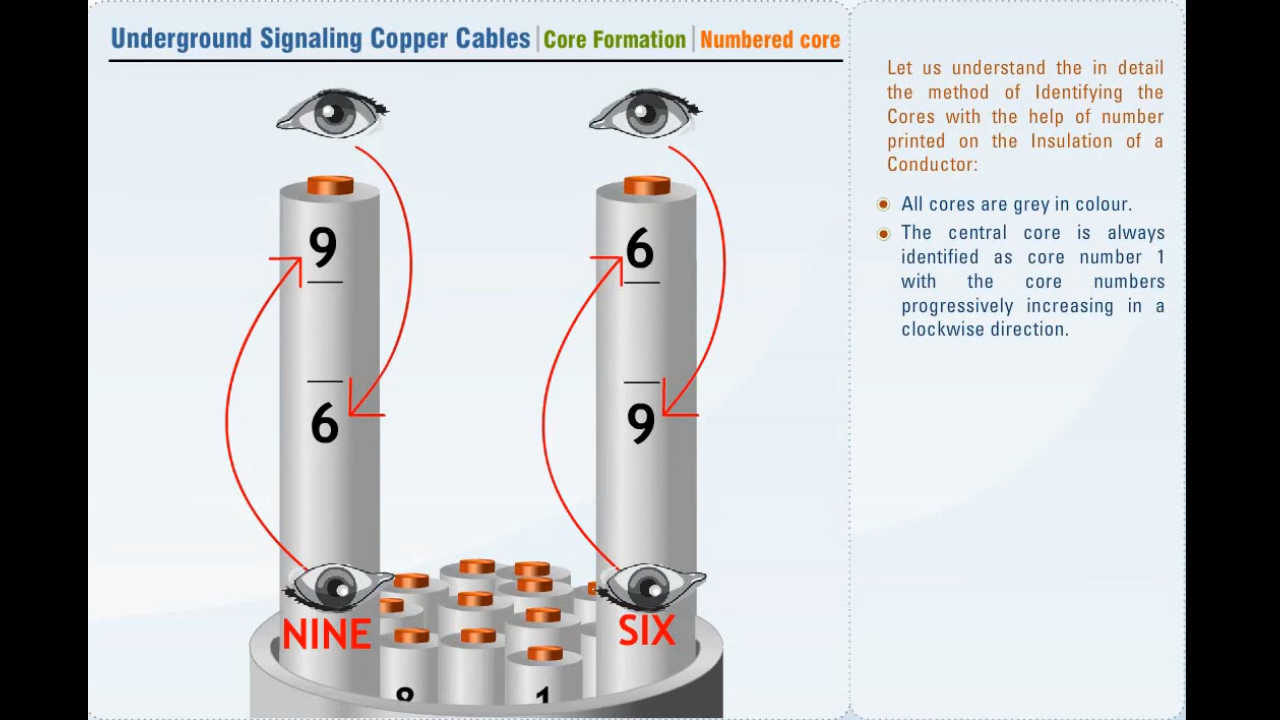 Underground Signaling Copper Cables | Core Formation | Numbered core
Let us understand the in detail
the method of Identifying the
Cores with the help of number
printed on the Insulation of a
Conductor:
All cores are grey in colour.
The central core is always
identified as core number 1
with the core numbers
progressively increasing in a
clockwise direction.
9
6
6
9
NINE
SIX
8
1